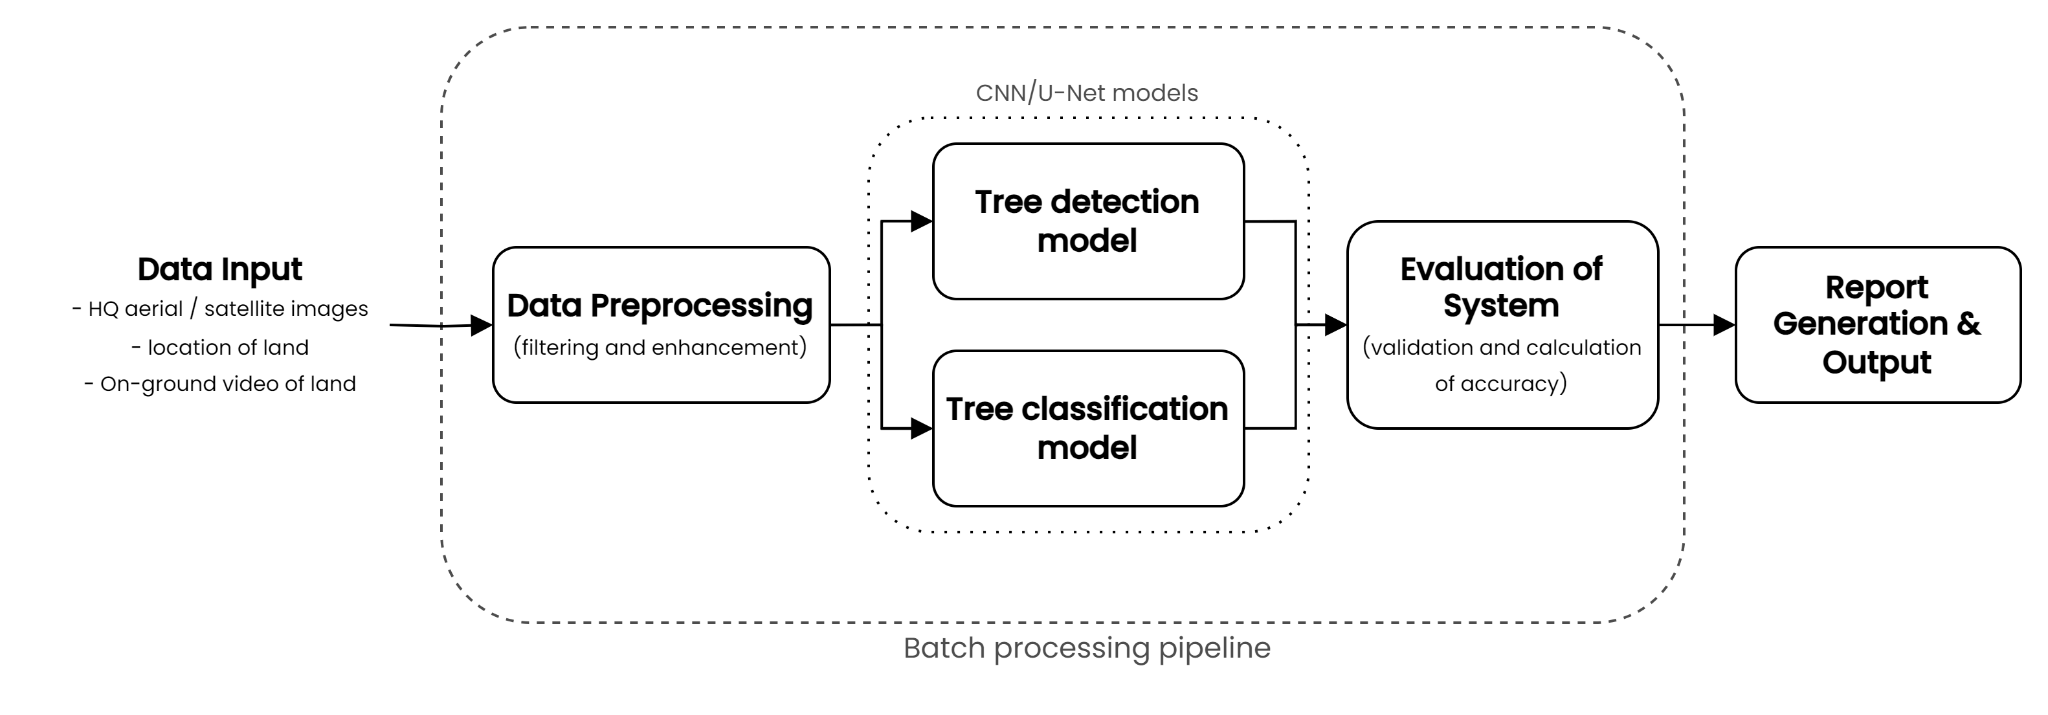 CNN/U-Net models
Data Input
- HQ aerial / satellite images
- location of land
- On-ground video of land
Data Preprocessing
(filtering and enhancement)
Tree detection
model
Tree classification
model
Evaluation of
System
(validation and calculation
of accuracy)
Report
Generation &
Output
Batch processing pipeline